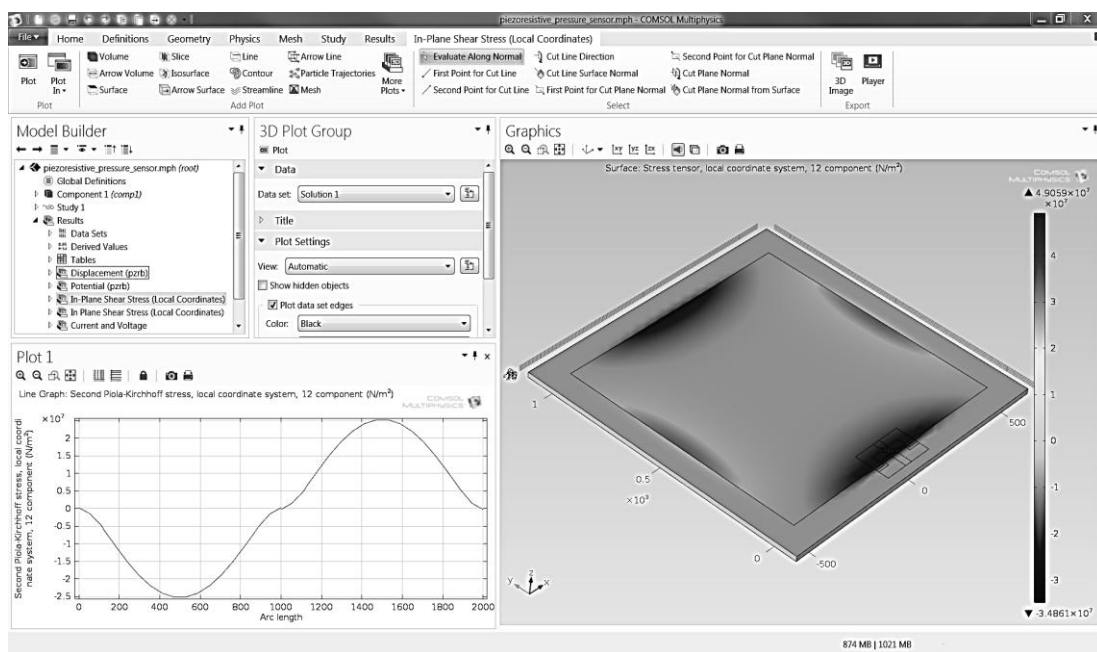 piezoresistive_pressure_sensor.mph - COMSOL Multiphysics
File Home Definitions Geometry Physics Mesh Study Results In-Plane Shear Stress (Local Coordinates)
Plot
Plot In
Volume Slice Line Arrow Line
Arrow Volume Isosurface Contour Particle Trajectories
Surface Arrow Surface Streamline Mesh
More Plots
Evaluate Along Normal Cut Line Direction Second Point for Cut Plane Normal
First Point for Cut Line Cut Line Surface Normal Cut Plane Normal
Second Point for Cut Line First Point for Cut Plane Normal Cut Plane Normal from Surface
3D Image
Player
Plot Add Plot Select Export
Model Builder
piezoresistive_pressure_sensor.mph (root)
Global Definitions
Component 1 (comp1)
Study 1
Results
Data Sets
Derived Values
Tables
Displacement (pzrb)
Potential (pzrb)
In-Plane Shear Stress (Local Coordinates)
In Plane Shear Stress (Local Coordinates)
Current and Voltage
3D Plot Group
Plot
Data
Data set: Solution 1
Title
Plot Settings
View: Automatic
Show hidden objects
Plot data set edges
Color: Black
Graphics
xy yz xz
Surface: Stress tensor, local coordinate system, 12 component (N/m²)
COMSOL
MULTIPHYSICS
▲ 4.9059×10⁷
×10⁷
4
3
2
1
0
-1
-2
-3
▼ -3.4861×10⁷
1
0.5
×10³
0
500
0
-500
y z x
Plot 1
Line Graph: Second Piola-Kirchhoff stress, local coordinate system, 12 component (N/m²)
COMSOL
MULTIPHYSICS
×10⁷
2
1.5
1
0.5
0
-0.5
-1
-1.5
-2
-2.5
Second Piola-Kirchhoff stress, local coordi
nate system, 12 component (N/m²)
0 200 400 600 800 1000 1200 1400 1600 1800 2000
Arc length
874 MB | 1021 MB